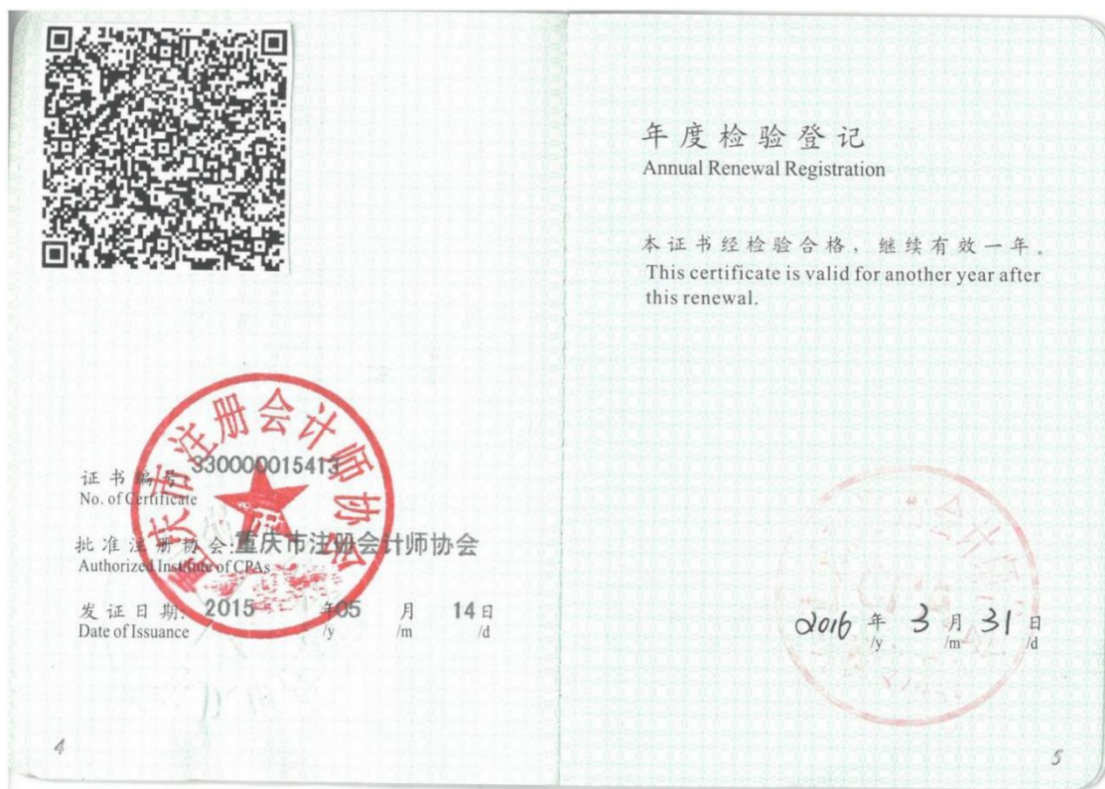 重庆市注册会计师协会
证书编号: 330000015413
No. of Certificate
批准注册协会: 重庆市注册会计师协会
Authorized Institute of CPAs
发证日期: 2015 年 05 月 14 日
Date of Issuance /y /m /d
4
年度检验登记
Annual Renewal Registration
本证书经检验合格，继续有效一年。
This certificate is valid for another year after
this renewal.
2016 年 3 月 31 日
/y /m /d
5